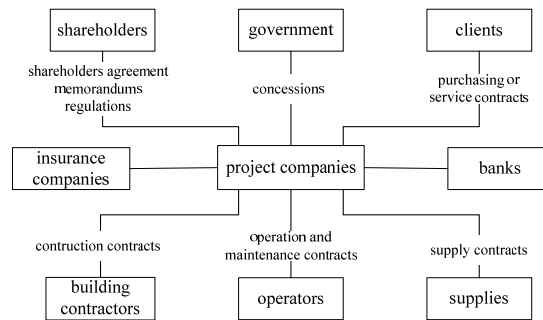 shareholders
government
clients
shareholders agreement
memorandums
regulations
concessions
purchasing or
service contracts
insurance
companies
project companies
banks
contruction contracts
operation and
maintenance contracts
supply contracts
building
contractors
operators
supplies